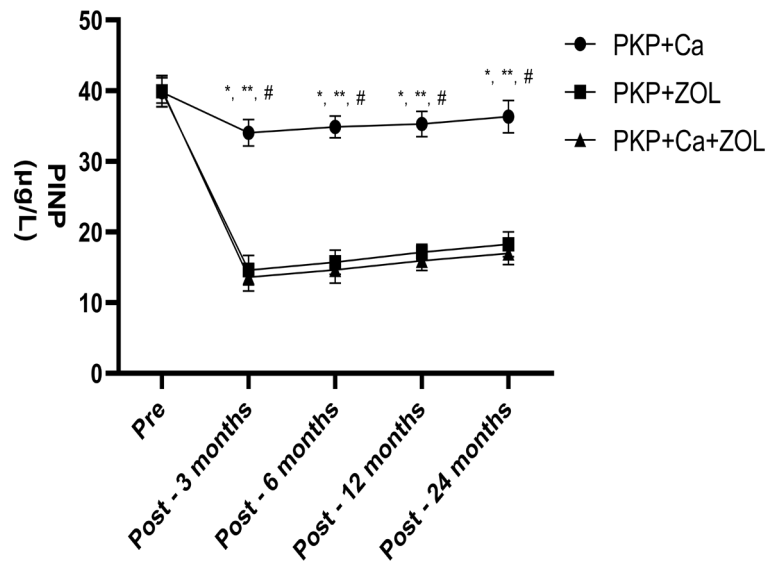 50
40
30
20
10
0
PINP
(µg/L)
*, **, #
*, **, #
*, **, #
*, **, #
PKP+Ca
PKP+ZOL
PKP+Ca+ZOL
Pre
Post - 3 months
Post - 6 months
Post - 12 months
Post - 24 months